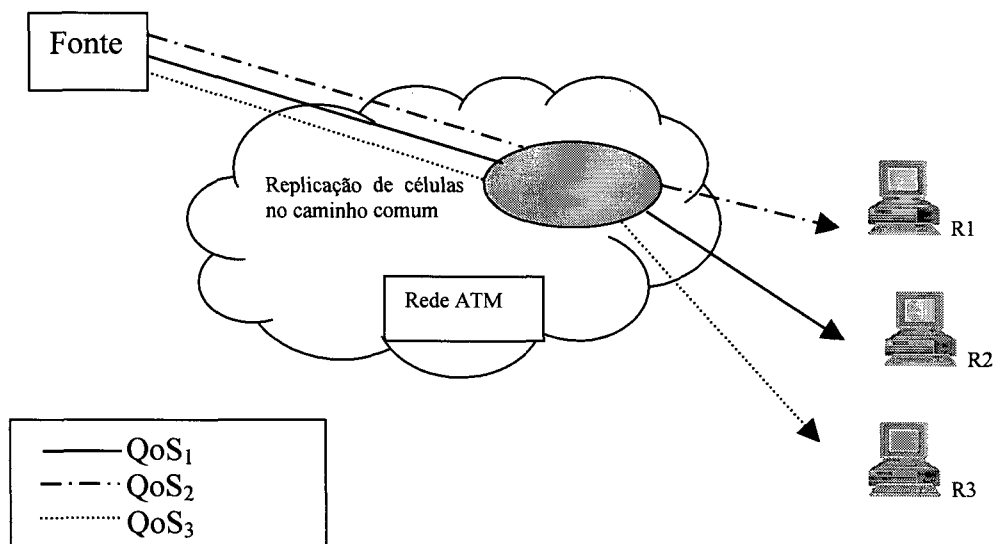 Fonte
Replicação de células
no caminho comum
Rede ATM
R1
R2
R3
QoS₁
QoS₂
QoS₃